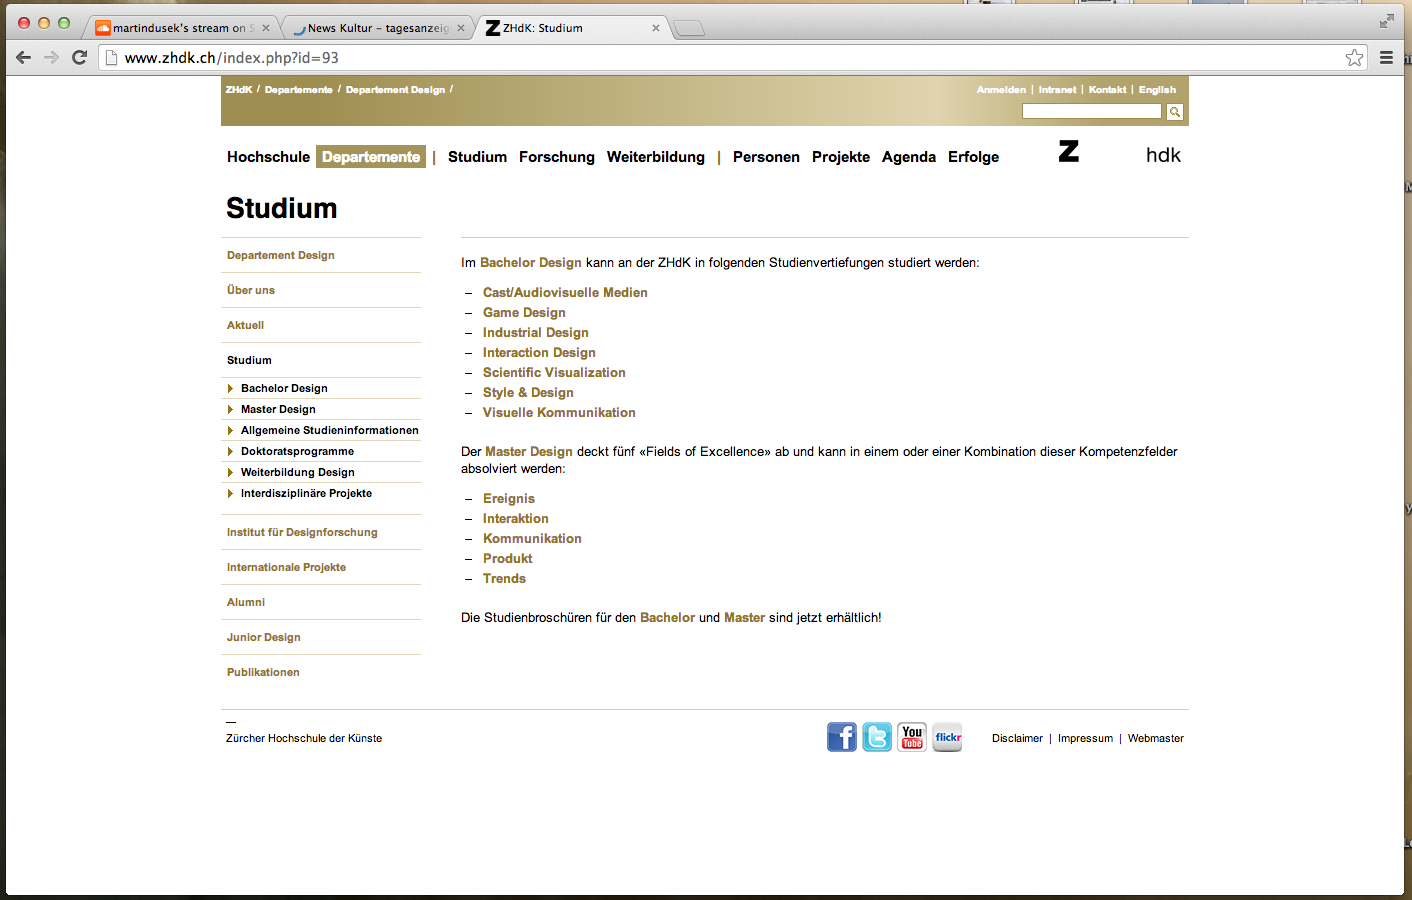 martindusek's stream on S
News Kultur – tagesanzeig
ZHdK: Studium
www.zhdk.ch/index.php?id=93
ZHdK / Departemente / Departement Design /
Anmelden | Intranet | Kontakt | English
Hochschule Departemente | Studium Forschung Weiterbildung | Personen Projekte Agenda Erfolge
Z hdk
Studium
Departement Design
Über uns
Aktuell
Studium
Bachelor Design
Master Design
Allgemeine Studieninformationen
Doktoratsprogramme
Weiterbildung Design
Interdisziplinäre Projekte
Institut für Designforschung
Internationale Projekte
Alumni
Junior Design
Publikationen
Im Bachelor Design kann an der ZHdK in folgenden Studienvertiefungen studiert werden:
– Cast/Audiovisuelle Medien
– Game Design
– Industrial Design
– Interaction Design
– Scientific Visualization
– Style & Design
– Visuelle Kommunikation
Der Master Design deckt fünf «Fields of Excellence» ab und kann in einem oder einer Kombination dieser Kompetenzfelder
absolviert werden:
– Ereignis
– Interaktion
– Kommunikation
– Produkt
– Trends
Die Studienbroschüren für den Bachelor und Master sind jetzt erhältlich!
—
Zürcher Hochschule der Künste
f
You
Tube
flickr
Disclaimer | Impressum | Webmaster